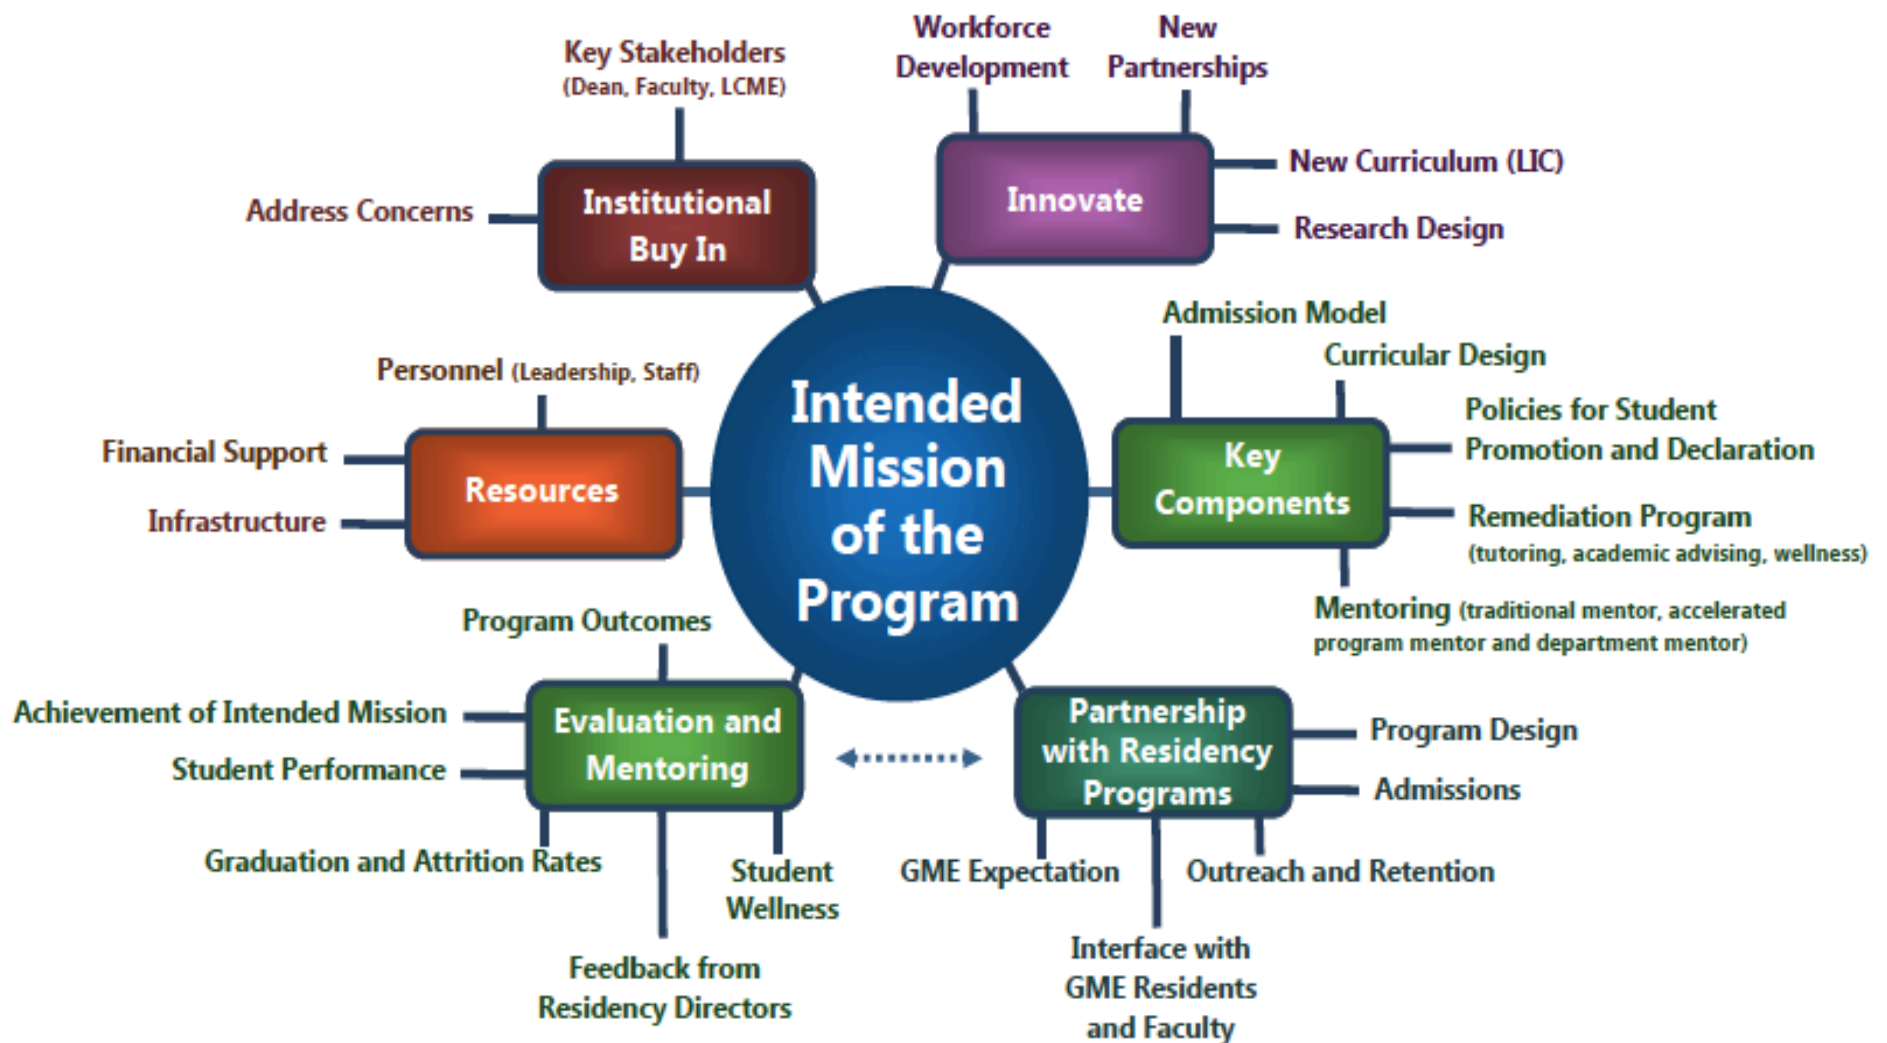 Key Stakeholders
(Dean, Faculty, LCME)
Address Concerns
Institutional
Buy In
Workforce
Development
New
Partnerships
Innovate
New Curriculum (LIC)
Research Design
Personnel (Leadership, Staff)
Financial Support
Infrastructure
Resources
Intended
Mission
of the
Program
Admission Model
Curricular Design
Key
Components
Policies for Student
Promotion and Declaration
Remediation Program
(tutoring, academic advising, wellness)
Mentoring (traditional mentor, accelerated
program mentor and department mentor)
Program Outcomes
Achievement of Intended Mission
Student Performance
Evaluation and
Mentoring
Graduation and Attrition Rates
Student
Wellness
Feedback from
Residency Directors
Partnership
with Residency
Programs
Program Design
Admissions
GME Expectation
Outreach and Retention
Interface with
GME Residents
and Faculty